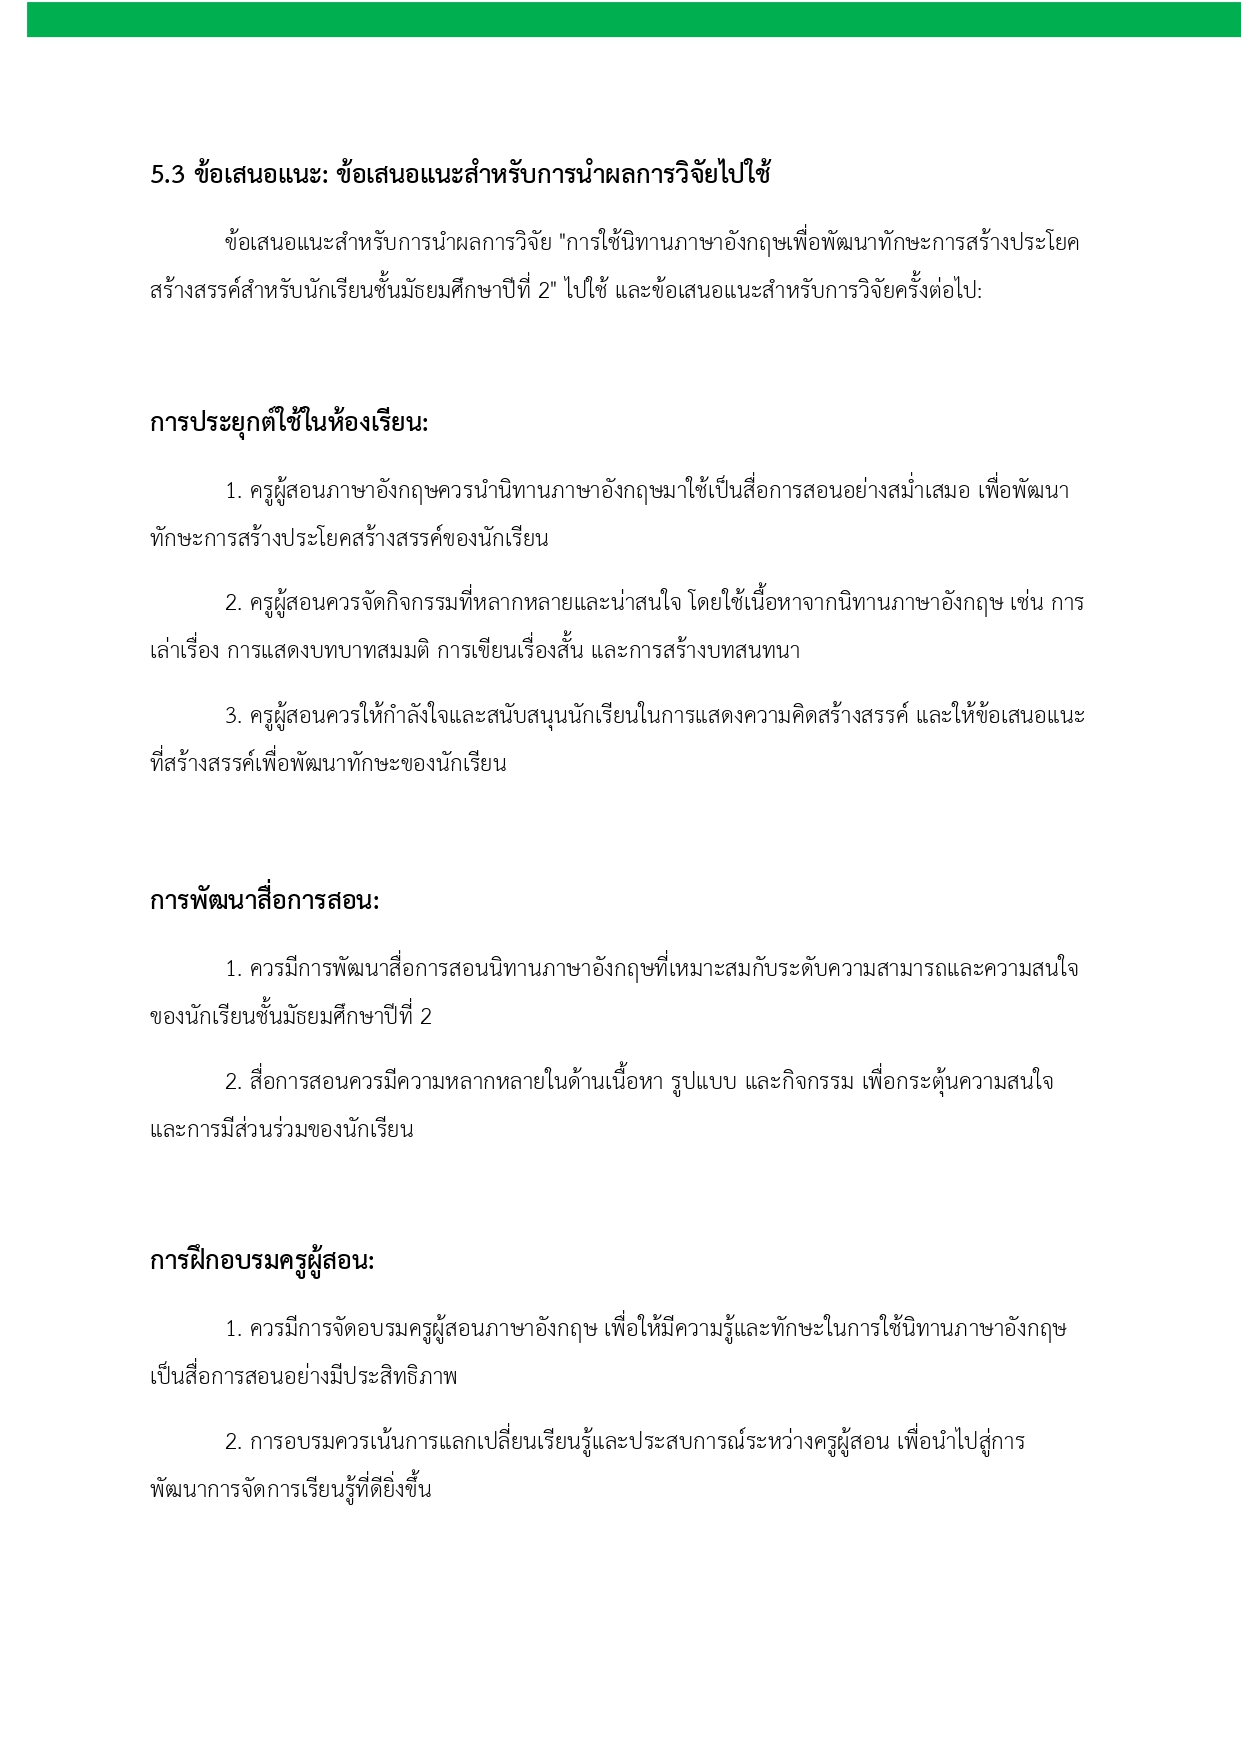 5.3 ข้อเสนอแนะ: ข้อเสนอแนะสำหรับการนำผลการวิจัยไปใช้
ข้อเสนอแนะสำหรับการนำผลการวิจัย "การใช้นิทานภาษาอังกฤษเพื่อพัฒนาทักษะการสร้างประโยค
สร้างสรรค์สำหรับนักเรียนชั้นมัธยมศึกษาปีที่ 2" ไปใช้ และข้อเสนอแนะสำหรับการวิจัยครั้งต่อไป:
การประยุกต์ใช้ในห้องเรียน:
1. ครูผู้สอนภาษาอังกฤษควรนำนิทานภาษาอังกฤษมาใช้เป็นสื่อการสอนอย่างสม่ำเสมอ เพื่อพัฒนา
ทักษะการสร้างประโยคสร้างสรรค์ของนักเรียน
2. ครูผู้สอนควรจัดกิจกรรมที่หลากหลายและน่าสนใจ โดยใช้เนื้อหาจากนิทานภาษาอังกฤษ เช่น การ
เล่าเรื่อง การแสดงบทบาทสมมติ การเขียนเรื่องสั้น และการสร้างบทสนทนา
3. ครูผู้สอนควรให้กำลังใจและสนับสนุนนักเรียนในการแสดงความคิดสร้างสรรค์ และให้ข้อเสนอแนะ
ที่สร้างสรรค์เพื่อพัฒนาทักษะของนักเรียน
การพัฒนาสื่อการสอน:
1. ควรมีการพัฒนาสื่อการสอนนิทานภาษาอังกฤษที่เหมาะสมกับระดับความสามารถและความสนใจ
ของนักเรียนชั้นมัธยมศึกษาปีที่ 2
2. สื่อการสอนควรมีความหลากหลายในด้านเนื้อหา รูปแบบ และกิจกรรม เพื่อกระตุ้นความสนใจ
และการมีส่วนร่วมของนักเรียน
การฝึกอบรมครูผู้สอน:
1. ควรมีการจัดอบรมครูผู้สอนภาษาอังกฤษ เพื่อให้มีความรู้และทักษะในการใช้นิทานภาษาอังกฤษ
เป็นสื่อการสอนอย่างมีประสิทธิภาพ
2. การอบรมควรเน้นการแลกเปลี่ยนเรียนรู้และประสบการณ์ระหว่างครูผู้สอน เพื่อนำไปสู่การ
พัฒนาการจัดการเรียนรู้ที่ดียิ่งขึ้น